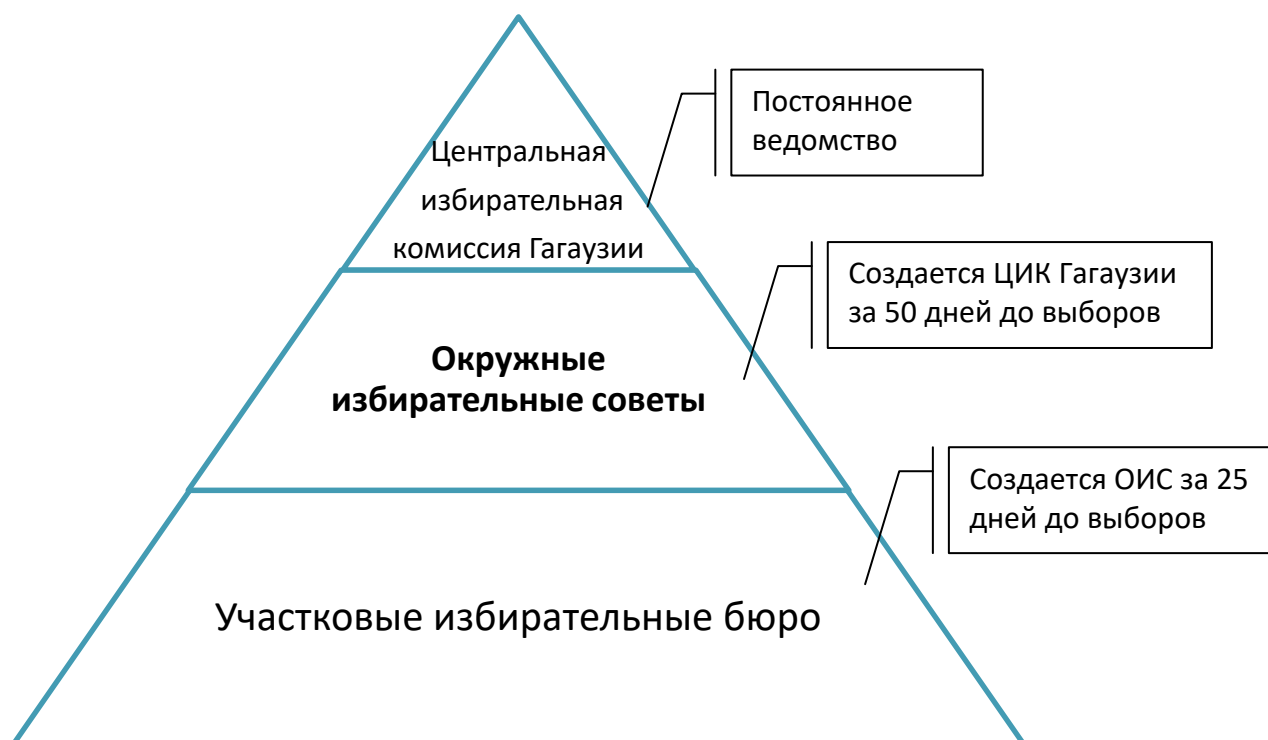 Центральная
избирательная
комиссия Гагаузии
Постоянное
ведомство
Окружные
избирательные советы
Создается ЦИК Гагаузии
за 50 дней до выборов
Участковые избирательные бюро
Создается ОИС за 25
дней до выборов